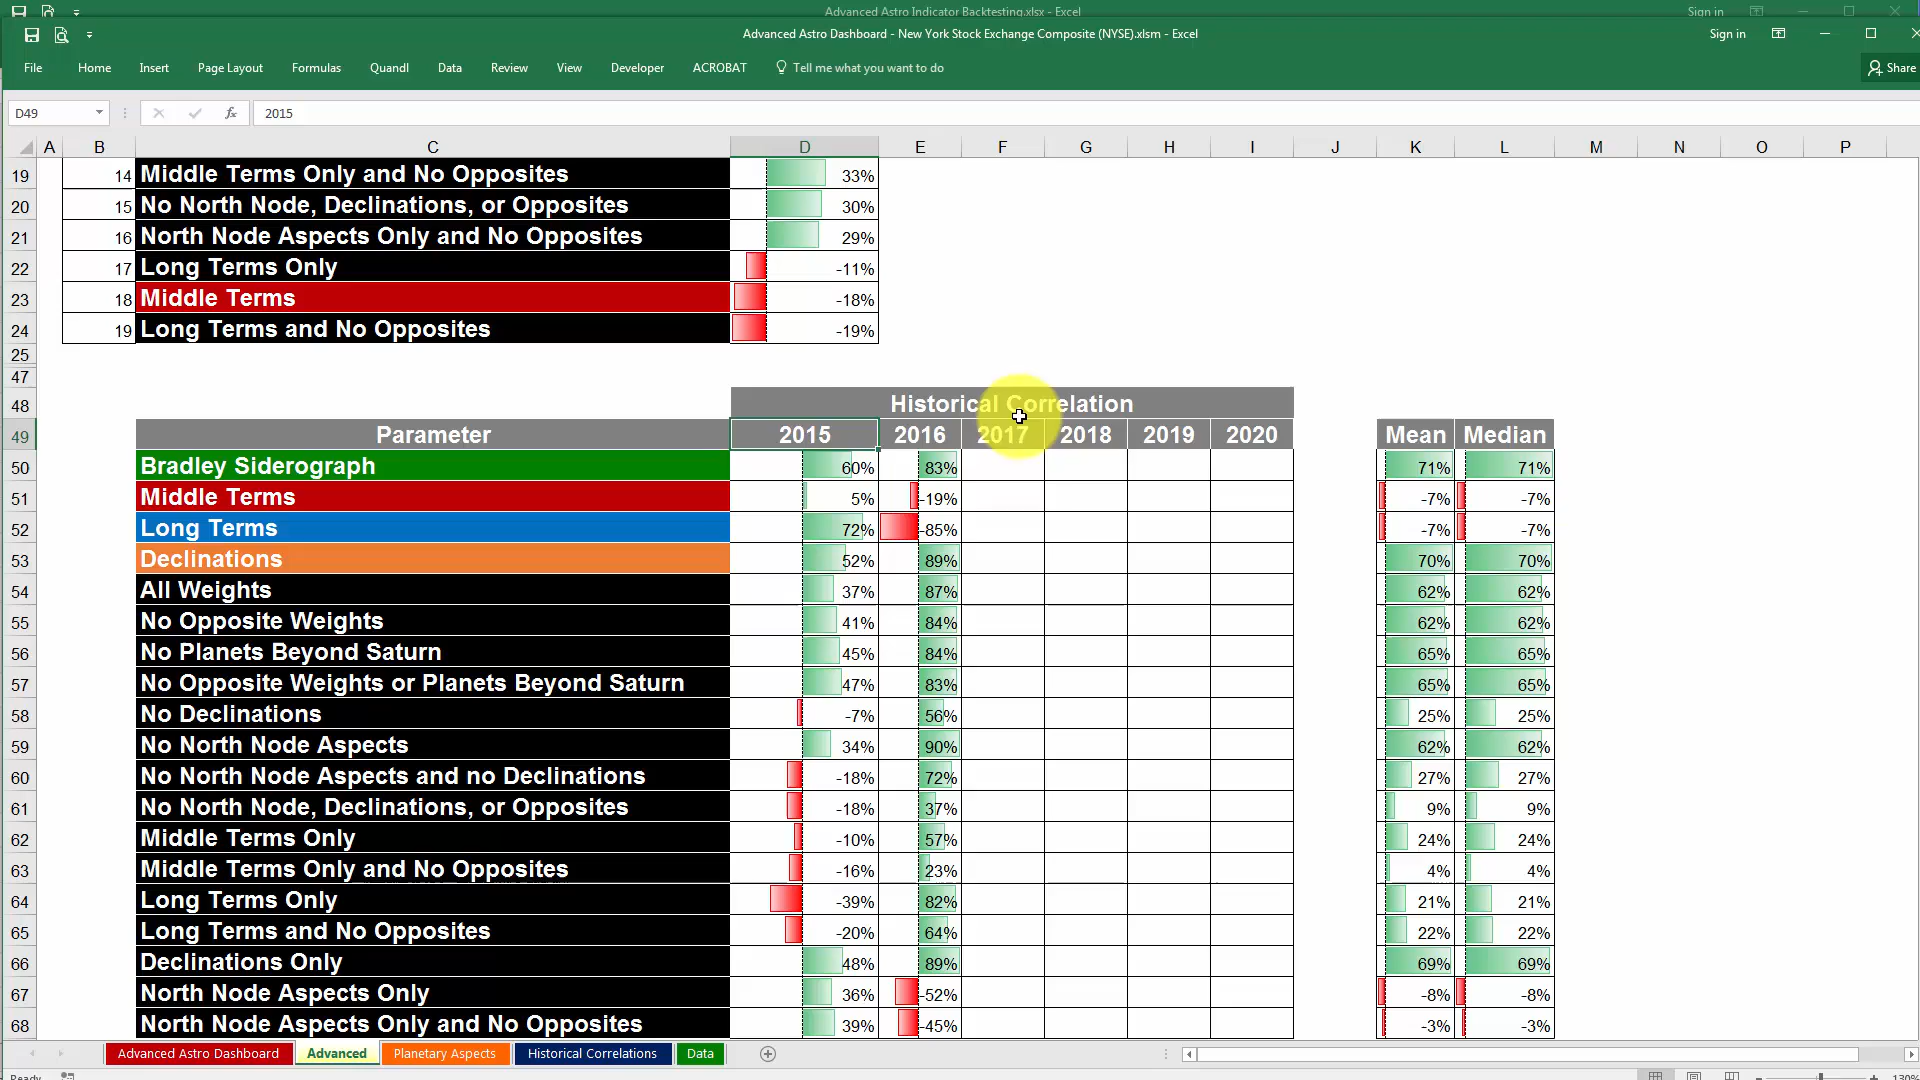 Advanced Astro Indicator Backtesting.xlsx - Excel
Sign in
Advanced Astro Dashboard - New York Stock Exchange Composite (NYSE).xlsm - Excel
Sign in
File Home Insert Page Layout Formulas Quandl Data Review View Developer ACROBAT Tell me what you want to do Share
D49 fx 2015
A B C D E F G H I J K L M N O P
19 14 Middle Terms Only and No Opposites 33%
20 15 No North Node, Declinations, or Opposites 30%
21 16 North Node Aspects Only and No Opposites 29%
22 17 Long Terms Only -11%
23 18 Middle Terms -18%
24 19 Long Terms and No Opposites -19%
25
47
48 Historical Correlation
49 Parameter 2015 2016 2017 2018 2019 2020 Mean Median
50 Bradley Siderograph 60% 83% 71% 71%
51 Middle Terms 5% -19% -7% -7%
52 Long Terms 72% -85% -7% -7%
53 Declinations 52% 89% 70% 70%
54 All Weights 37% 87% 62% 62%
55 No Opposite Weights 41% 84% 62% 62%
56 No Planets Beyond Saturn 45% 84% 65% 65%
57 No Opposite Weights or Planets Beyond Saturn 47% 83% 65% 65%
58 No Declinations -7% 56% 25% 25%
59 No North Node Aspects 34% 90% 62% 62%
60 No North Node Aspects and no Declinations -18% 72% 27% 27%
61 No North Node, Declinations, or Opposites -18% 37% 9% 9%
62 Middle Terms Only -10% 57% 24% 24%
63 Middle Terms Only and No Opposites -16% 23% 4% 4%
64 Long Terms Only -39% 82% 21% 21%
65 Long Terms and No Opposites -20% 64% 22% 22%
66 Declinations Only 48% 89% 69% 69%
67 North Node Aspects Only 36% -52% -8% -8%
68 North Node Aspects Only and No Opposites 39% -45% -3% -3%
Advanced Astro Dashboard Advanced Planetary Aspects Historical Correlations Data
Ready 130%